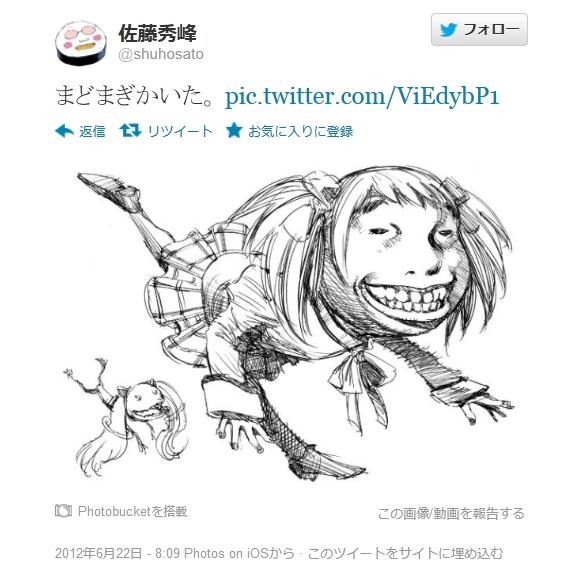 佐藤秀峰
@shuhosato
フォロー
まどまぎかいた。 pic.twitter.com/ViEdybP1
返信 リツイート お気に入りに登録
Photobucketを搭載
この画像/動画を報告する
2012年6月22日 - 8:09 Photos on iOSから · このツイートをサイトに埋め込む